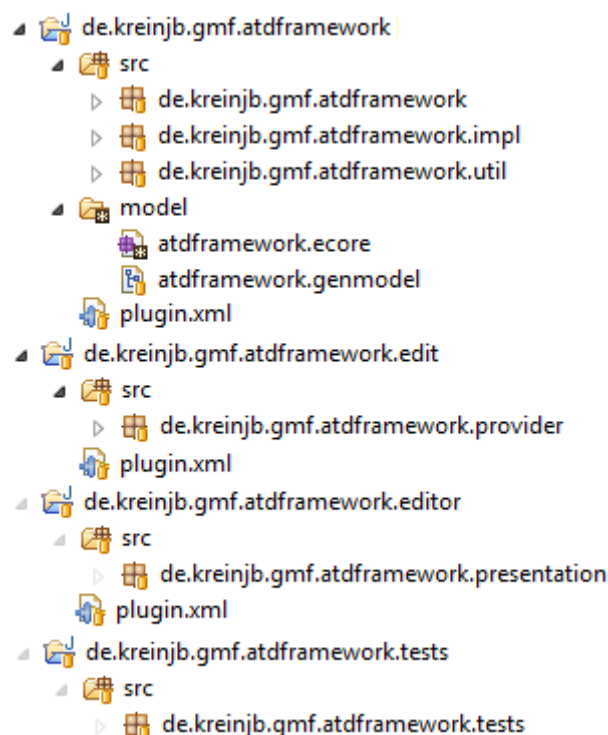 de.kreinjb.gmf.atdframework
src
de.kreinjb.gmf.atdframework
de.kreinjb.gmf.atdframework.impl
de.kreinjb.gmf.atdframework.util
model
atdframework.ecore
atdframework.genmodel
plugin.xml
de.kreinjb.gmf.atdframework.edit
src
de.kreinjb.gmf.atdframework.provider
plugin.xml
de.kreinjb.gmf.atdframework.editor
src
de.kreinjb.gmf.atdframework.presentation
plugin.xml
de.kreinjb.gmf.atdframework.tests
src
de.kreinjb.gmf.atdframework.tests